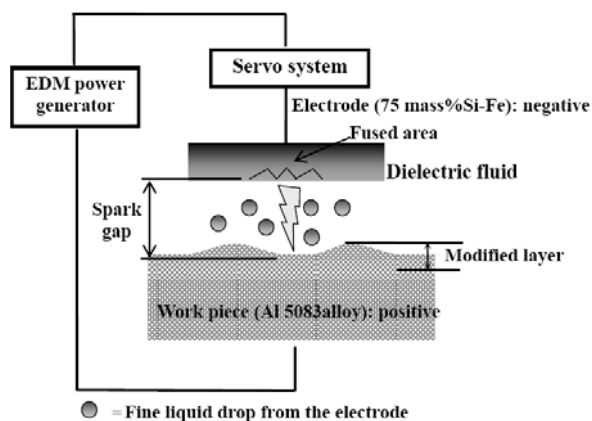 EDM power
generator
Servo system
Electrode (75 mass%Si-Fe): negative
Fused area
Dielectric fluid
Spark
gap
Modified layer
Work piece (Al 5083alloy): positive
= Fine liquid drop from the electrode